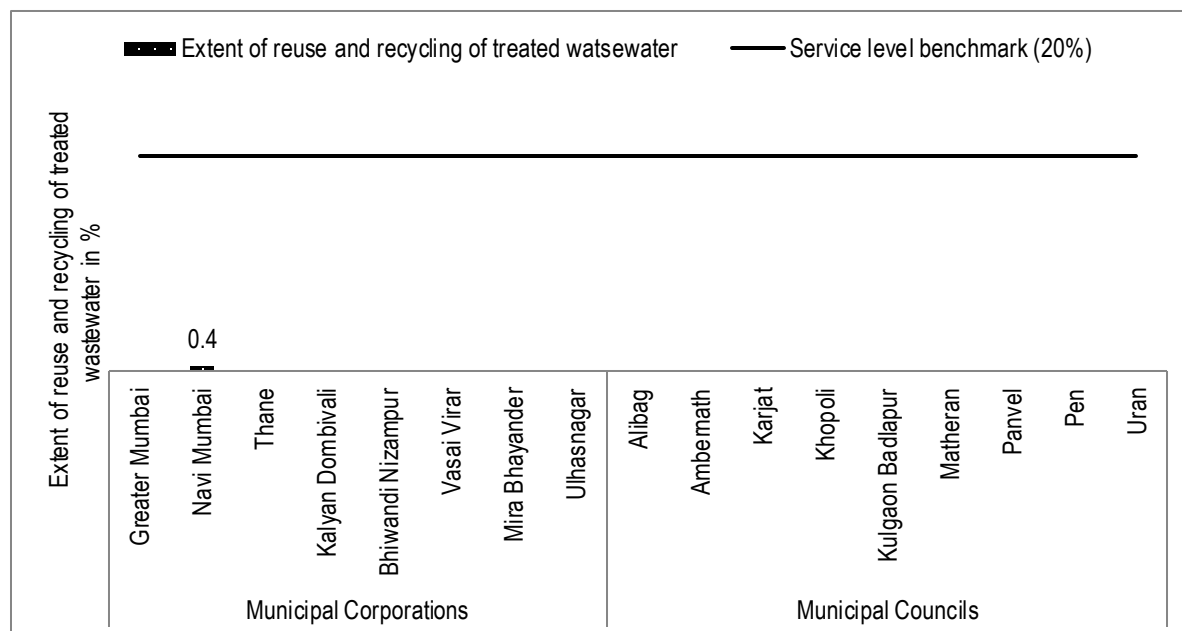 Extent of reuse and recycling of treated watsewater
Service level benchmark (20%)
Extent of reuse and recycling of treated
wastewater in %
0.4
Greater Mumbai
Navi Mumbai
Thane
Kalyan Dombivali
Bhiwandi Nizampur
Vasai Virar
Mira Bhayander
Ulhasnagar
Alibag
Ambernath
Karjat
Khopoli
Kulgaon Badlapur
Matheran
Panvel
Pen
Uran
Municipal Corporations
Municipal Councils